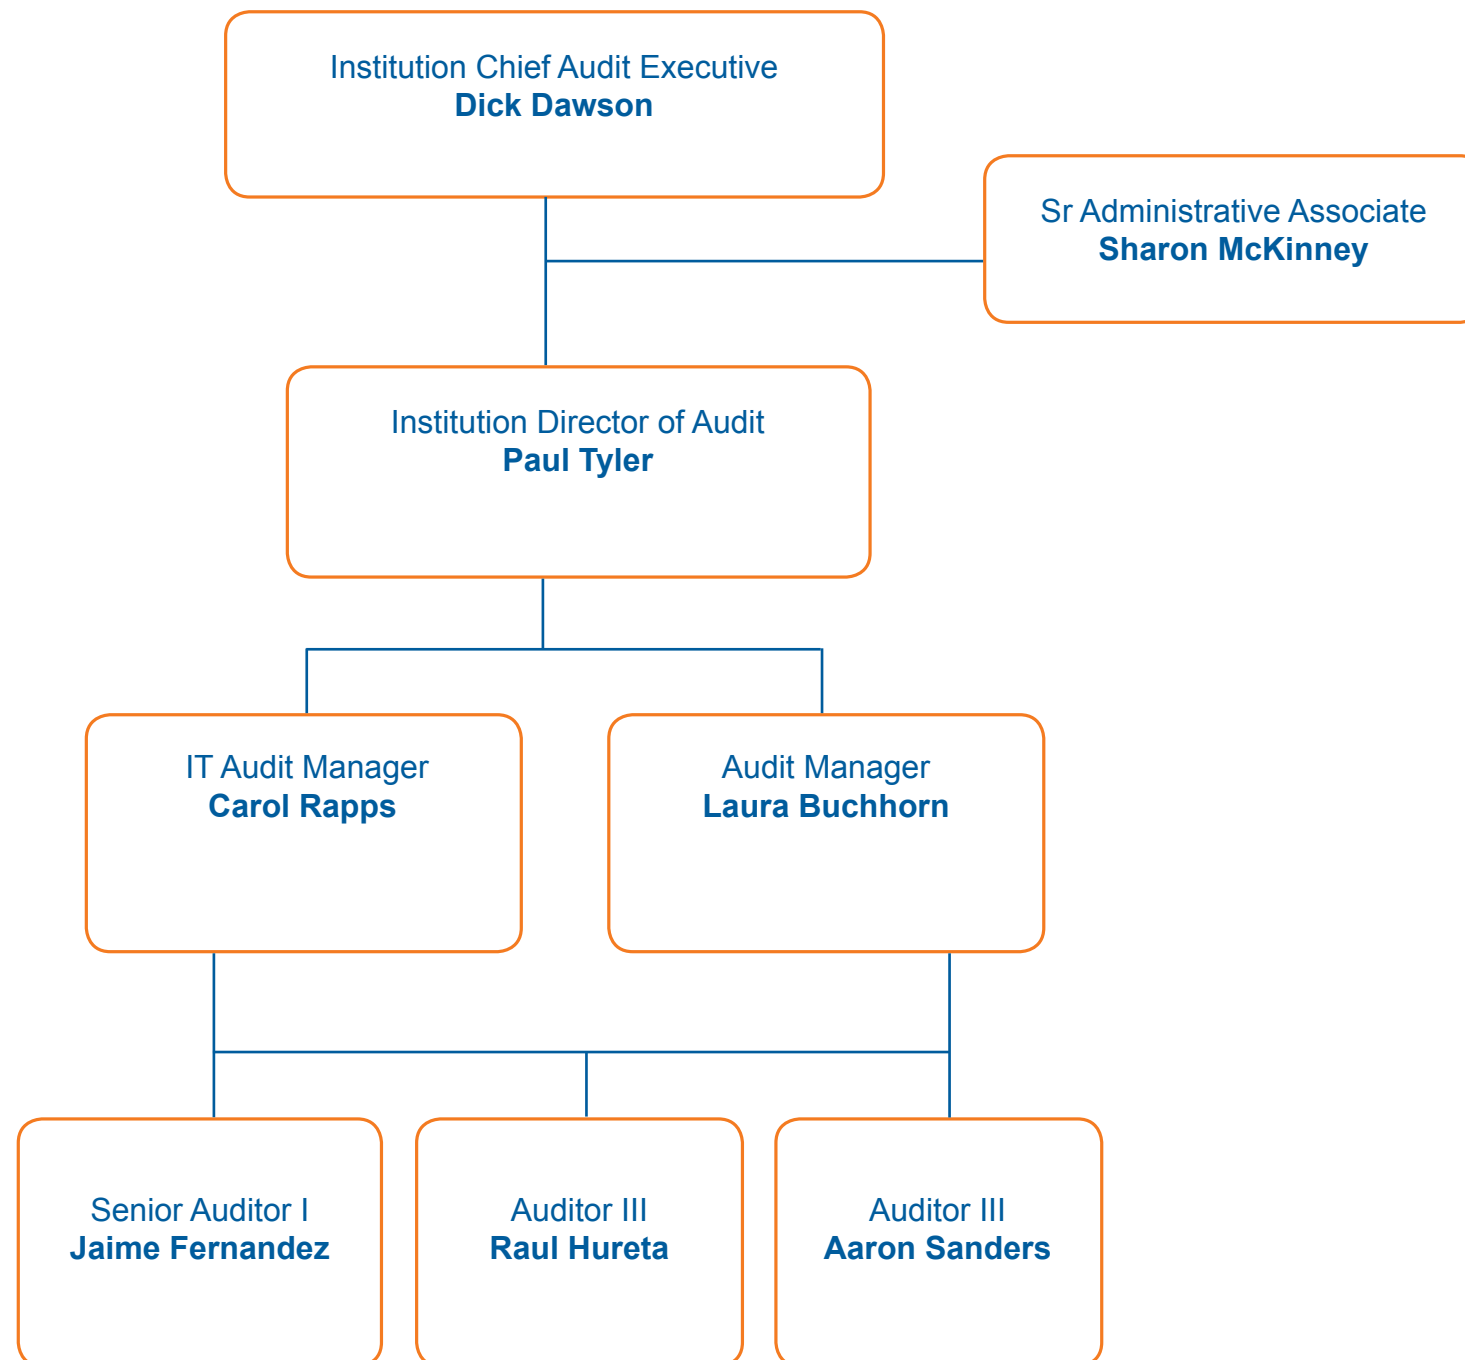 Institution Chief Audit Executive
Dick Dawson
Sr Administrative Associate
Sharon McKinney
Institution Director of Audit
Paul Tyler
IT Audit Manager
Carol Rapps
Audit Manager
Laura Buchhorn
Senior Auditor I
Jaime Fernandez
Auditor III
Raul Hureta
Auditor III
Aaron Sanders